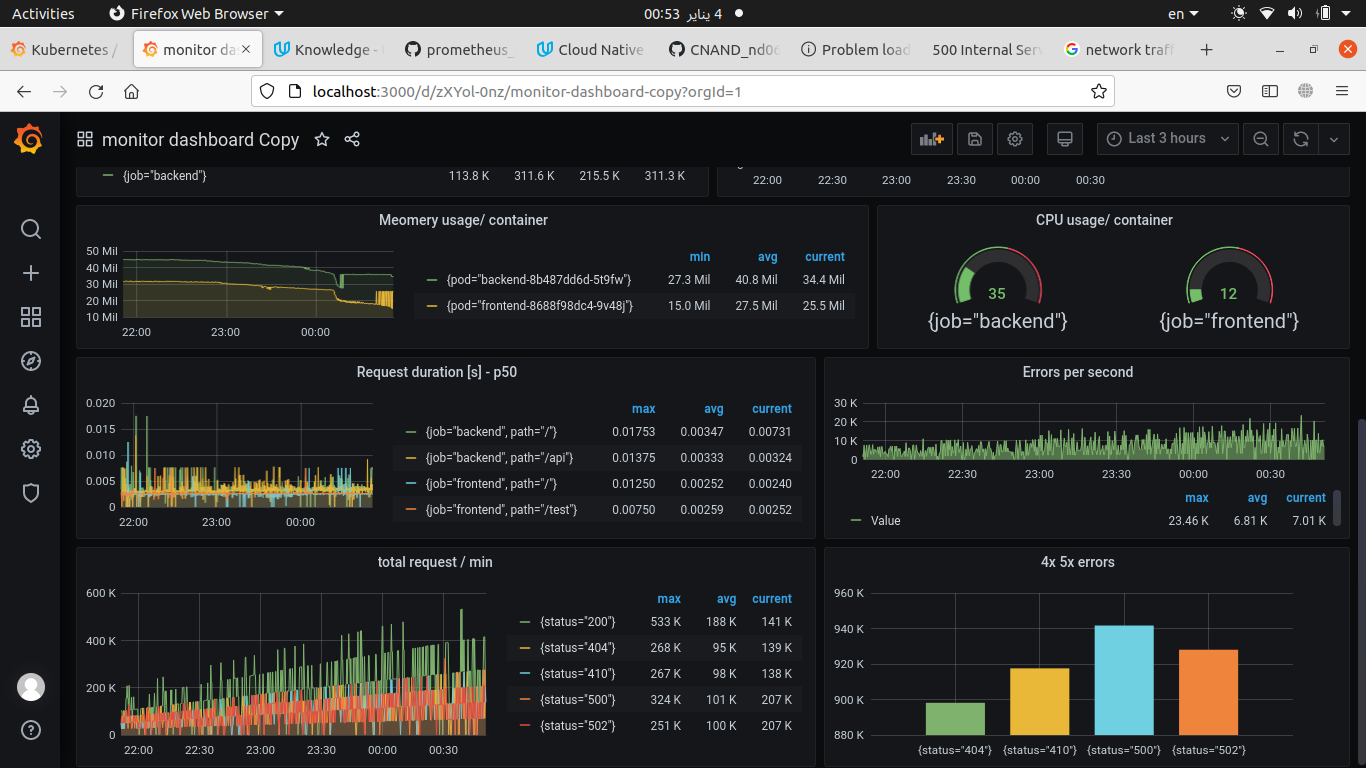 Activities Firefox Web Browser 00:53 4 يناير en
Kubernetes / monitor da Knowledge - prometheus_ Cloud Native CNAND_nd06 Problem load 500 Internal Serv network traff
localhost:3000/d/zXYol-0nz/monitor-dashboard-copy?orgId=1
monitor dashboard Copy Last 3 hours
{job="backend"} 113.8 K 311.6 K 215.5 K 311.3 K
22:00 22:30 23:00 23:30 00:00 00:30
Meomery usage/ container
50 Mil
40 Mil
30 Mil
20 Mil
10 Mil
22:00 23:00 00:00
min avg current
{pod="backend-8b487dd6d-5t9fw"} 27.3 Mil 40.8 Mil 34.4 Mil
{pod="frontend-8688f98dc4-9v48j"} 15.0 Mil 27.5 Mil 25.5 Mil
CPU usage/ container
35 12
{job="backend"} {job="frontend"}
Request duration [s] - p50
0.020
0.015
0.010
0.005
0
22:00 23:00 00:00
max avg current
{job="backend", path="/"} 0.01753 0.00347 0.00731
{job="backend", path="/api"} 0.01375 0.00333 0.00324
{job="frontend", path="/"} 0.01250 0.00252 0.00240
{job="frontend", path="/test"} 0.00750 0.00259 0.00252
Errors per second
30 K
20 K
10 K
0
22:00 22:30 23:00 23:30 00:00 00:30
max avg current
Value 23.46 K 6.81 K 7.01 K
total request / min
600 K
400 K
200 K
0
22:00 22:30 23:00 23:30 00:00 00:30
max avg current
{status="200"} 533 K 188 K 141 K
{status="404"} 268 K 95 K 139 K
{status="410"} 267 K 98 K 138 K
{status="500"} 324 K 101 K 207 K
{status="502"} 251 K 100 K 207 K
4x 5x errors
960 K
940 K
920 K
900 K
880 K
{status="404"} {status="410"} {status="500"} {status="502"}